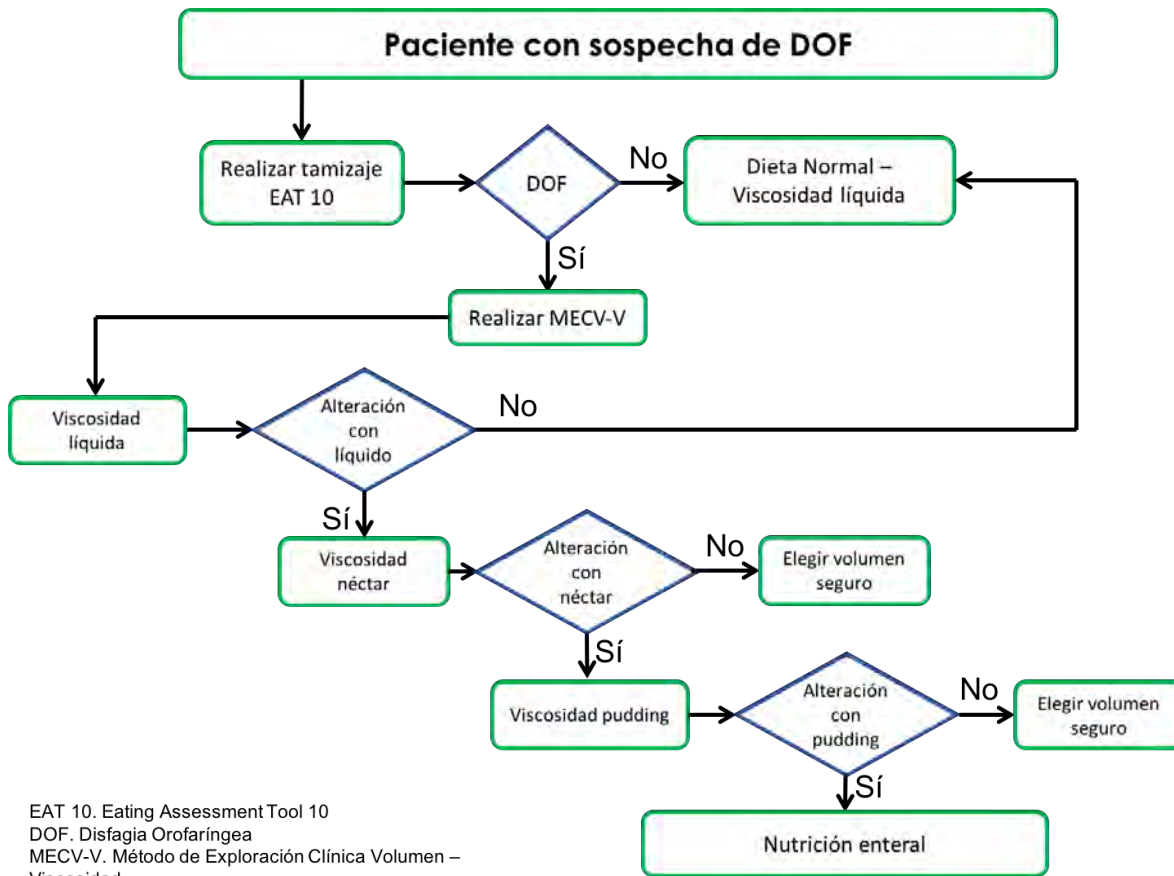 Paciente con sospecha de DOF
Realizar tamizaje
EAT 10
DOF
No
Dieta Normal –
Viscosidad líquida
Sí
Realizar MECV-V
Viscosidad
líquida
Alteración
con
líquido
No
Sí
Viscosidad
néctar
Alteración
con
néctar
No
Elegir volumen
seguro
Sí
Viscosidad pudding
Alteración
con
pudding
No
Elegir volumen
seguro
Sí
Nutrición enteral
EAT 10. Eating Assessment Tool 10
DOF. Disfagia Orofaríngea
MECV-V. Método de Exploración Clínica Volumen –
Viscosidad